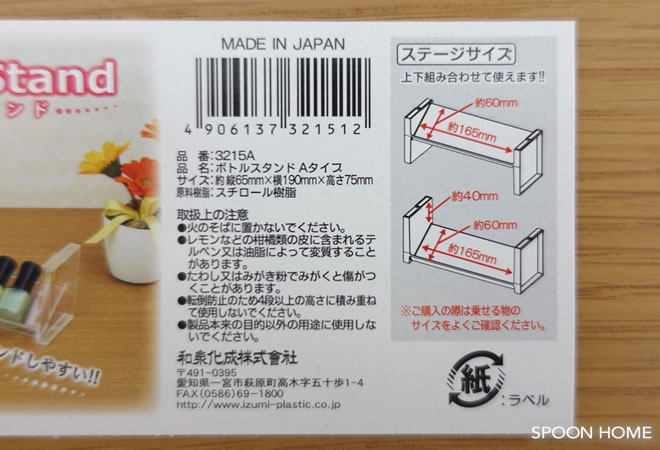 Stand
ンド
ンドしやすい!!
MADE IN JAPAN
4 906137 321512
品 番:3215A
品 名:ボトルスタンド Aタイプ
サイズ:約 縦65mm×横190mm×高さ75mm
原料樹脂:スチロール樹脂
取扱上の注意
●火のそばに置かないでください。
●レモンなどの柑橘類の皮に含まれるテ
ルペン又は油脂によって変質すること
があります。
●たわし又はみがき粉でみがくと傷がつ
くことがあります。
●転倒防止のため4段以上の高さに積み重ね
て使用しないでください。
●製品本来の目的以外の用途に使用しな
いでください。
和泉化成株式會社
〒491-0395
愛知県一宮市萩原町高木字五十歩1-4
FAX(0586)69-1800
http://www.izumi-plastic.co.jp
ステージサイズ
上下組み合わせて使えます!!
約60mm
約165mm
約40mm
約60mm
約165mm
※ご購入の際は乗せる物の
サイズをよくご確認ください。
紙
:ラベル
SPOON HOME